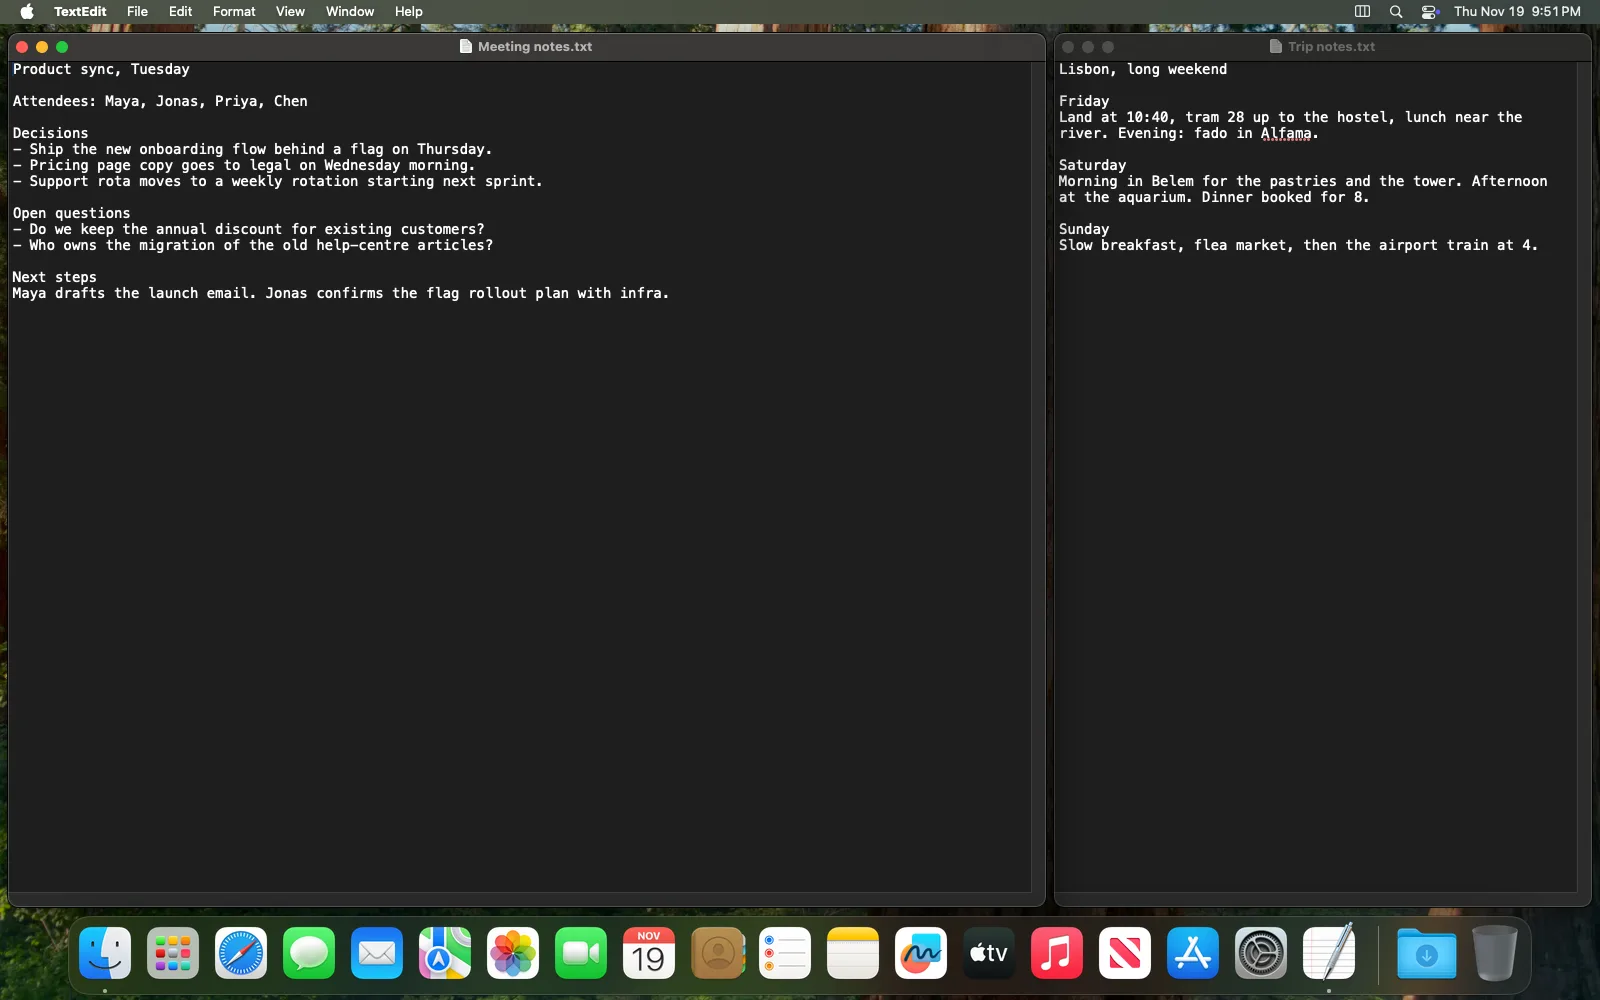 TextEdit File Edit Format View Window Help Thu Nov 19 9:51 PM
Meeting notes.txt
Product sync, Tuesday
Attendees: Maya, Jonas, Priya, Chen
Decisions
- Ship the new onboarding flow behind a flag on Thursday.
- Pricing page copy goes to legal on Wednesday morning.
- Support rota moves to a weekly rotation starting next sprint.
Open questions
- Do we keep the annual discount for existing customers?
- Who owns the migration of the old help-centre articles?
Next steps
Maya drafts the launch email. Jonas confirms the flag rollout plan with infra.
Trip notes.txt
Lisbon, long weekend
Friday
Land at 10:40, tram 28 up to the hostel, lunch near the
river. Evening: fado in Alfama.
Saturday
Morning in Belem for the pastries and the tower. Afternoon
at the aquarium. Dinner booked for 8.
Sunday
Slow breakfast, flea market, then the airport train at 4.
NOV
19
tv